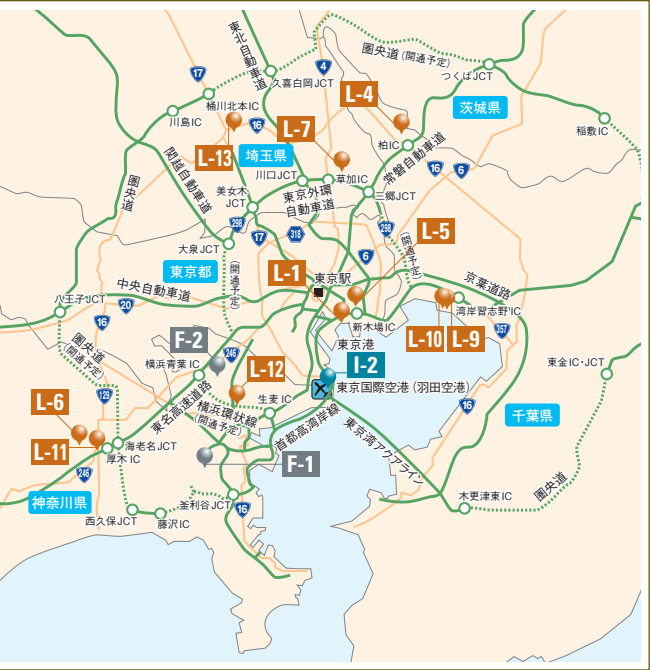 東北自動車道
圏央道(開通予定)
つくばJCT
17
4
久喜白岡JCT
桶川北本IC
L-4
茨城県
川島IC
16
L-7
稲敷IC
柏IC
L-13
埼玉県
常磐自動車道
関越自動車道
川口JCT
草加IC
16
6
圏央道
美女木JCT
東京外環自動車道
三郷JCT
298
298
17
318
L-5
大泉JCT
(開通予定)
6
東京都
(開通予定)
L-1
東京駅
中央自動車道
京葉道路
八王子JCT
20
16
湾岸習志野IC
新木場IC
357
F-2
東京港
L-10
L-9
圏央道(開通予定)
246
横浜青葉IC
I-2
L-12
東京国際空港(羽田空港)
東金IC・JCT
129
東名高速道路
L-6
横浜環状線(開通予定)
生麦IC
16
首都高湾岸線
東京湾アクアライン
千葉県
L-11
海老名JCT
厚木IC
F-1
246
神奈川県
釜利谷JCT
圏央道
木更津東IC
16
西久保JCT
藤沢IC